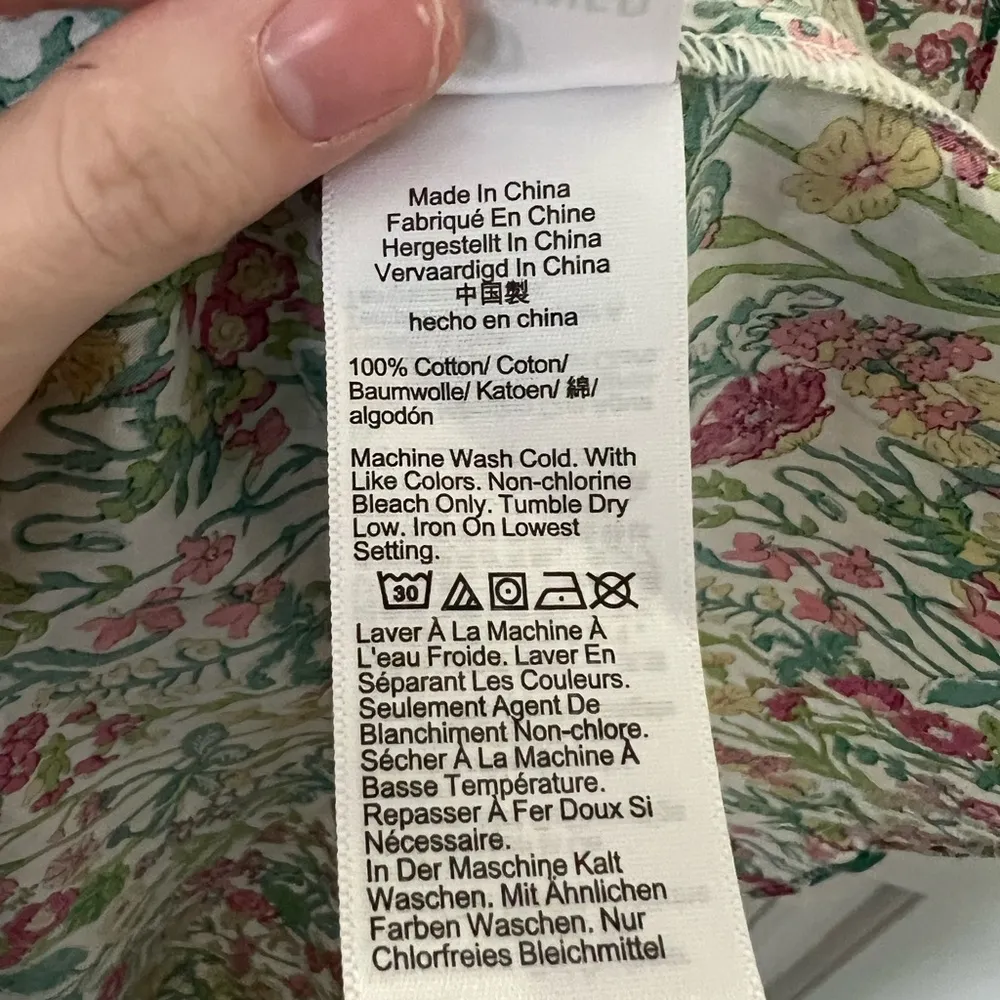 Made In China
Fabriqué En Chine
Hergestellt In China
Vervaardigd In China
中国製
hecho en china
100% Cotton/ Coton/
Baumwolle/ Katoen/ 綿/
algodón
Machine Wash Cold. With
Like Colors. Non-chlorine
Bleach Only. Tumble Dry
Low. Iron On Lowest
Setting.
30
Laver À La Machine À
L'eau Froide. Laver En
Séparant Les Couleurs.
Seulement Agent De
Blanchiment Non-chlore.
Sécher À La Machine À
Basse Température.
Repasser À Fer Doux Si
Nécessaire.
In Der Maschine Kalt
Waschen. Mit Ähnlichen
Farben Waschen. Nur
Chlorfreies Bleichmittel